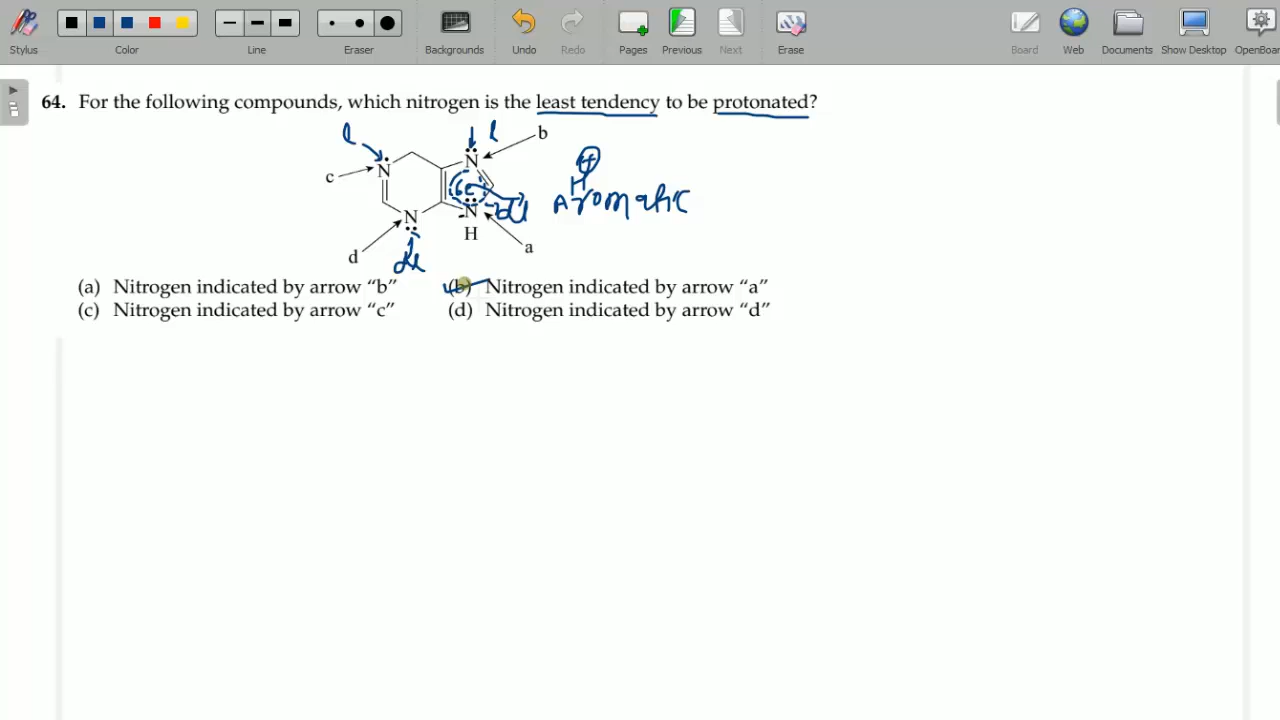 Stylus Color Line Eraser Backgrounds Undo Redo Pages Previous Next Erase Board Web Documents Show Desktop OpenBoar
64. For the following compounds, which nitrogen is the least tendency to be protonated?
l l b
H
c N N 6e Aromatic
N N
H
d a
(a) Nitrogen indicated by arrow “b” (b) Nitrogen indicated by arrow “a”
(c) Nitrogen indicated by arrow “c” (d) Nitrogen indicated by arrow “d”